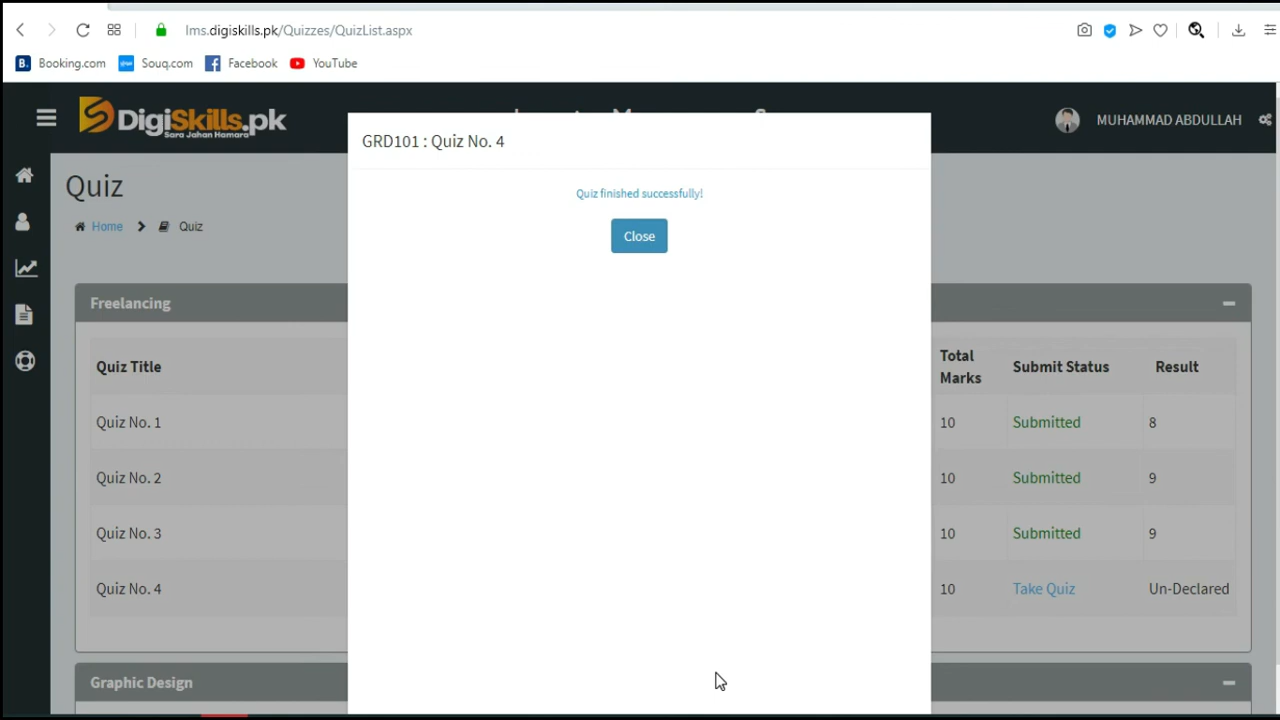 lms.digiskills.pk/Quizzes/QuizList.aspx
B. Booking.com Souq.com Facebook YouTube
DigiSkills.pk
Sara Jahan Hamara
MUHAMMAD ABDULLAH
GRD101 : Quiz No. 4
Quiz finished successfully!
Close
Quiz
Home Quiz
Freelancing
Quiz Title Total Marks Submit Status Result
Quiz No. 1 10 Submitted 8
Quiz No. 2 10 Submitted 9
Quiz No. 3 10 Submitted 9
Quiz No. 4 10 Take Quiz Un-Declared
Graphic Design